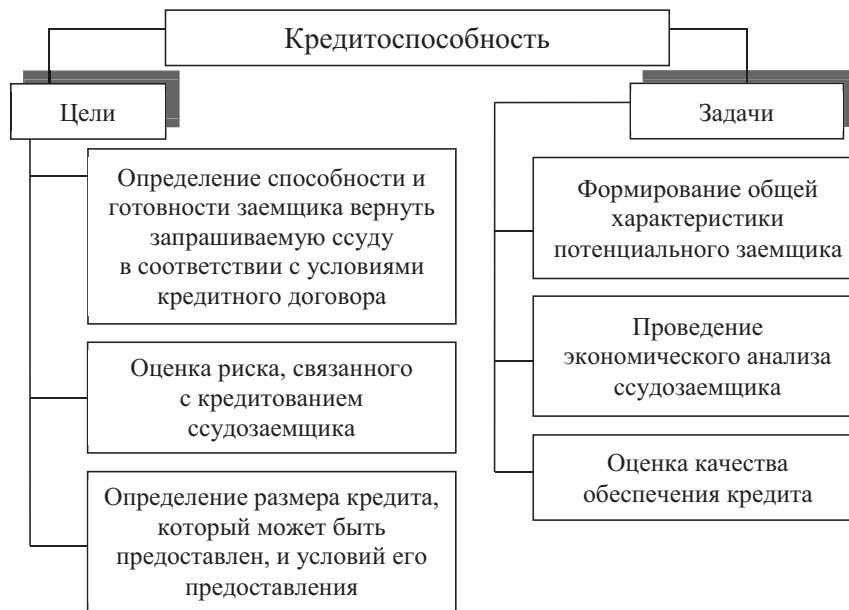 Кредитоспособность
Цели
Определение способности и
готовности заемщика вернуть
запрашиваемую ссуду
в соответствии с условиями
кредитного договора
Оценка риска, связанного
с кредитованием
ссудозаемщика
Определение размера кредита,
который может быть
предоставлен, и условий его
предоставления
Задачи
Формирование общей
характеристики
потенциального заемщика
Проведение
экономического анализа
ссудозаемщика
Оценка качества
обеспечения кредита